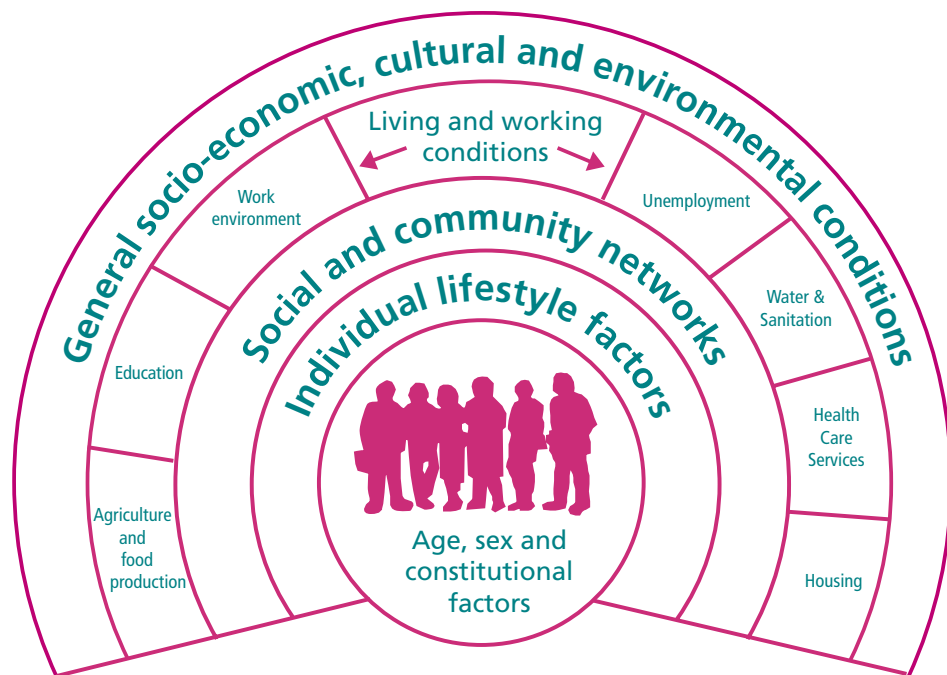 General socio-economic, cultural and environmental conditions
Living and working
conditions
Work
environment
Unemployment
Education
Water &
Sanitation
Agriculture
and
food
production
Health
Care
Services
Housing
Social and community networks
Individual lifestyle factors
Age, sex and
constitutional
factors